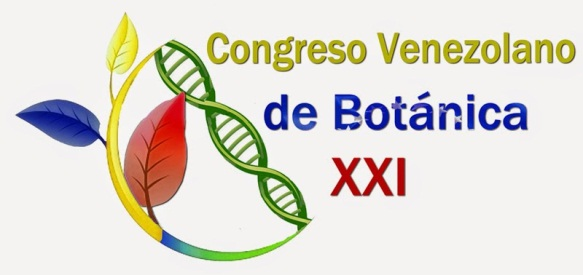 Congreso Venezolano
de Botánica
XXI